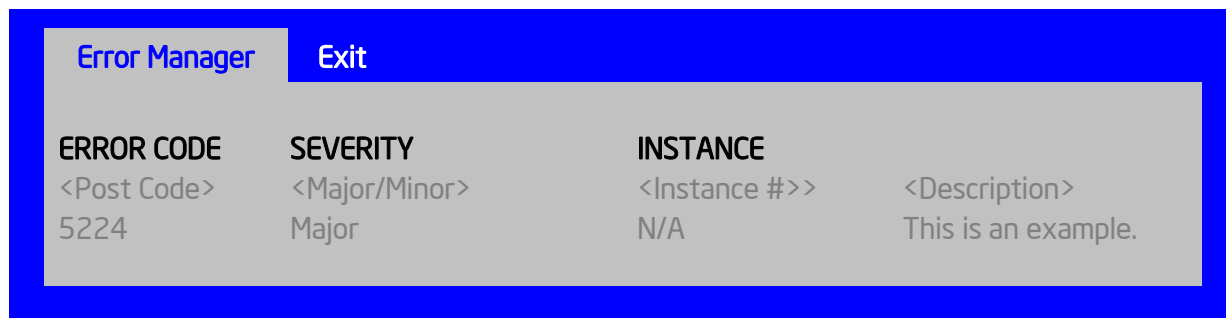 Error Manager Exit
ERROR CODE SEVERITY INSTANCE
<Post Code> <Major/Minor> <Instance #>> <Description>
5224 Major N/A This is an example.